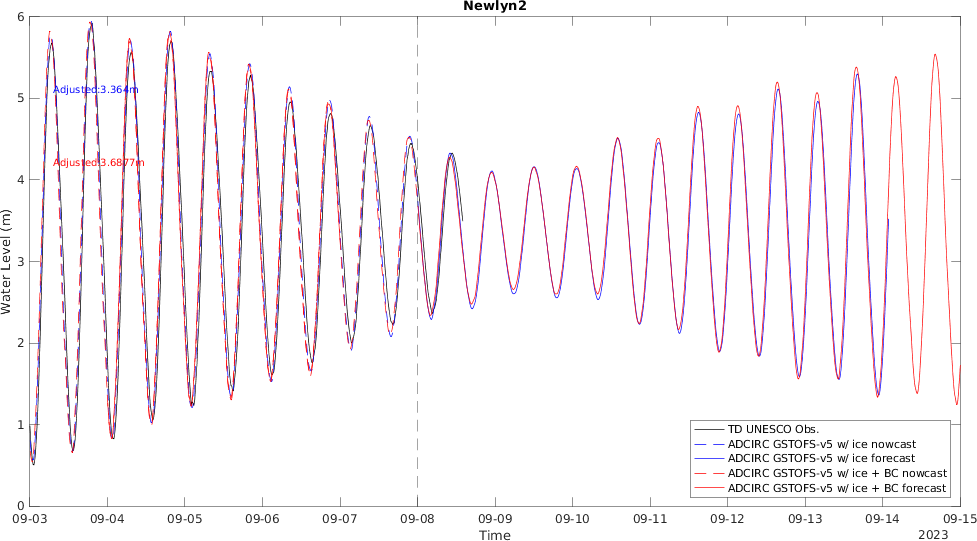 Newlyn2
6
5
4
3
2
1
0
Water Level (m)
Adjusted:3.364m
Adjusted:3.6877m
TD UNESCO Obs.
ADCIRC GSTOFS-v5 w/ ice nowcast
ADCIRC GSTOFS-v5 w/ ice forecast
ADCIRC GSTOFS-v5 w/ ice + BC nowcast
ADCIRC GSTOFS-v5 w/ ice + BC forecast
09-03 09-04 09-05 09-06 09-07 09-08 09-09 09-10 09-11 09-12 09-13 09-14 09-15
Time
2023